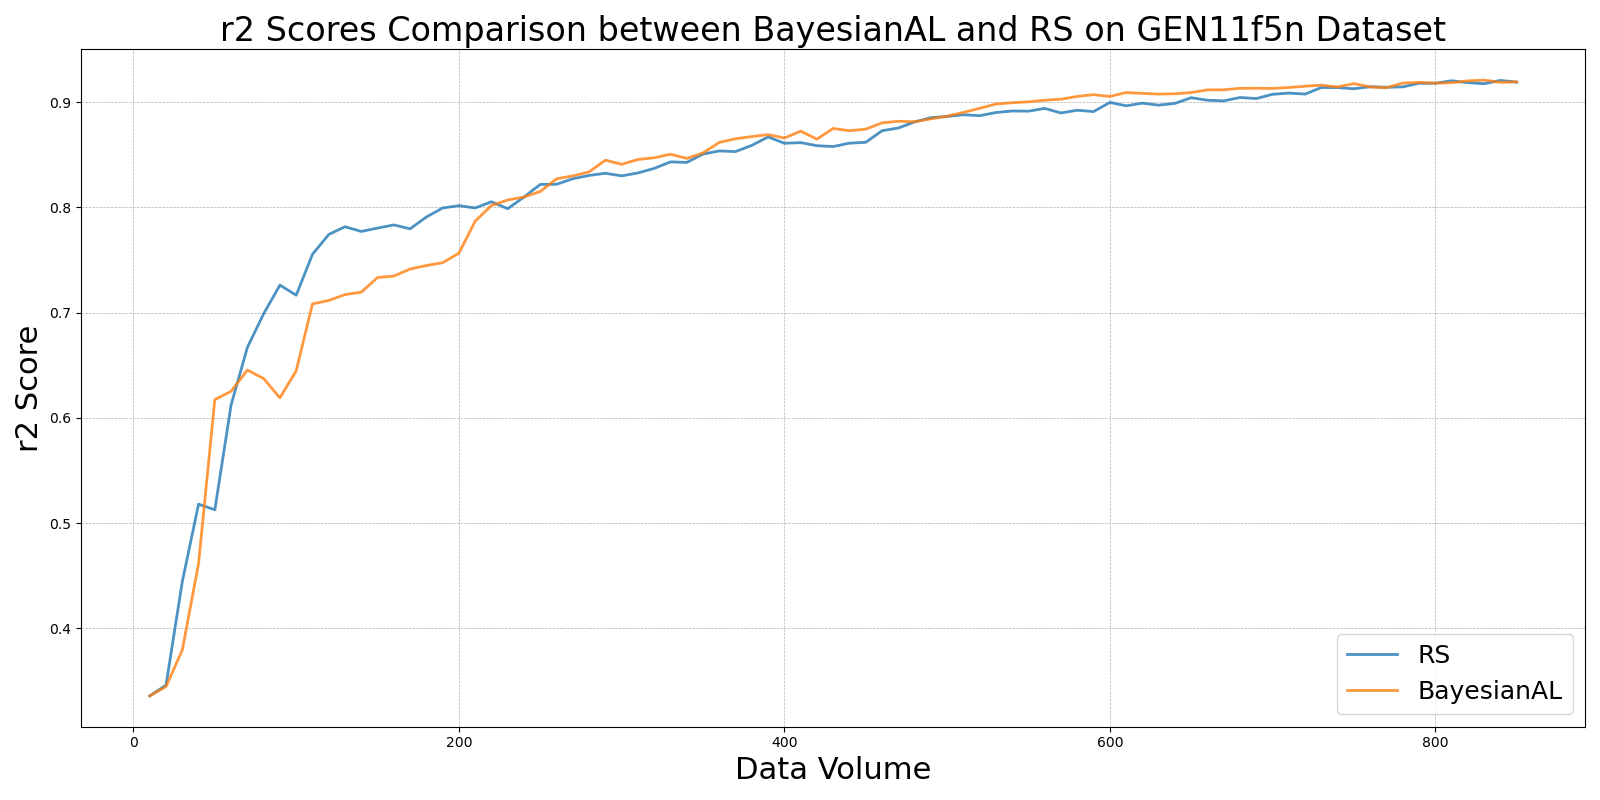 r2 Scores Comparison between BayesianAL and RS on GEN11f5n Dataset
r2 Score
0.9
0.8
0.7
0.6
0.5
0.4
0
200
400
600
800
Data Volume
RS
BayesianAL